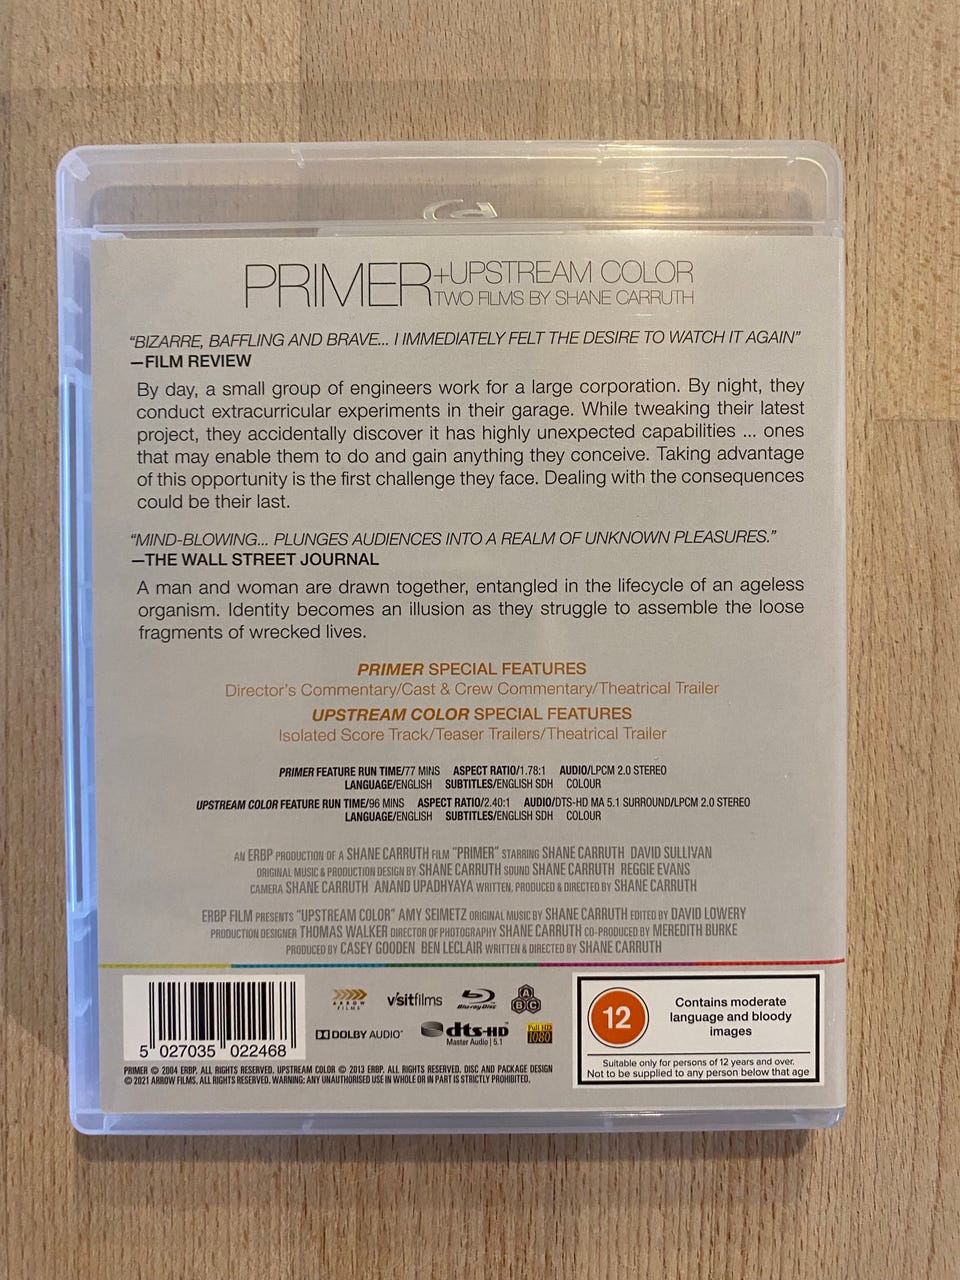 PRIMER+UPSTREAM COLOR
TWO FILMS BY SHANE CARRUTH
“BIZARRE, BAFFLING AND BRAVE... I IMMEDIATELY FELT THE DESIRE TO WATCH IT AGAIN”
—FILM REVIEW
By day, a small group of engineers work for a large corporation. By night, they
conduct extracurricular experiments in their garage. While tweaking their latest
project, they accidentally discover it has highly unexpected capabilities ... ones
that may enable them to do and gain anything they conceive. Taking advantage
of this opportunity is the first challenge they face. Dealing with the consequences
could be their last.
“MIND-BLOWING... PLUNGES AUDIENCES INTO A REALM OF UNKNOWN PLEASURES.”
—THE WALL STREET JOURNAL
A man and woman are drawn together, entangled in the lifecycle of an ageless
organism. Identity becomes an illusion as they struggle to assemble the loose
fragments of wrecked lives.
PRIMER SPECIAL FEATURES
Director’s Commentary/Cast & Crew Commentary/Theatrical Trailer
UPSTREAM COLOR SPECIAL FEATURES
Isolated Score Track/Teaser Trailers/Theatrical Trailer
PRIMER FEATURE RUN TIME/77 MINS ASPECT RATIO/1.78:1 AUDIO/LPCM 2.0 STEREO
LANGUAGE/ENGLISH SUBTITLES/ENGLISH SDH COLOUR
UPSTREAM COLOR FEATURE RUN TIME/96 MINS ASPECT RATIO/2.40:1 AUDIO/DTS-HD MA 5.1 SURROUND/LPCM 2.0 STEREO
LANGUAGE/ENGLISH SUBTITLES/ENGLISH SDH COLOUR
AN ERBP PRODUCTION OF A SHANE CARRUTH FILM “PRIMER” STARRING SHANE CARRUTH DAVID SULLIVAN
ORIGINAL MUSIC & PRODUCTION DESIGN BY SHANE CARRUTH SOUND SHANE CARRUTH REGGIE EVANS
CAMERA SHANE CARRUTH ANAND UPADHYAYA WRITTEN, PRODUCED & DIRECTED BY SHANE CARRUTH
ERBP FILM PRESENTS “UPSTREAM COLOR” AMY SEIMETZ ORIGINAL MUSIC BY SHANE CARRUTH EDITED BY DAVID LOWERY
PRODUCTION DESIGNER THOMAS WALKER DIRECTOR OF PHOTOGRAPHY SHANE CARRUTH CO-PRODUCED BY MEREDITH BURKE
PRODUCED BY CASEY GOODEN BEN LECLAIR WRITTEN & DIRECTED BY SHANE CARRUTH
5 027035 022468
ARROW
FILMS
visitfilms
Blu-ray Disc
A
B C
DOLBY AUDIO™
dts-HD
Master Audio | 5.1
Full HD
1080
12
Contains moderate
language and bloody
images
Suitable only for persons of 12 years and over.
Not to be supplied to any person below that age
PRIMER © 2004 ERBP. ALL RIGHTS RESERVED. UPSTREAM COLOR © 2013 ERBP. ALL RIGHTS RESERVED. DISC AND PACKAGE DESIGN
© 2021 ARROW FILMS. ALL RIGHTS RESERVED. WARNING: ANY UNAUTHORISED USE IN WHOLE OR IN PART IS STRICTLY PROHIBITED.